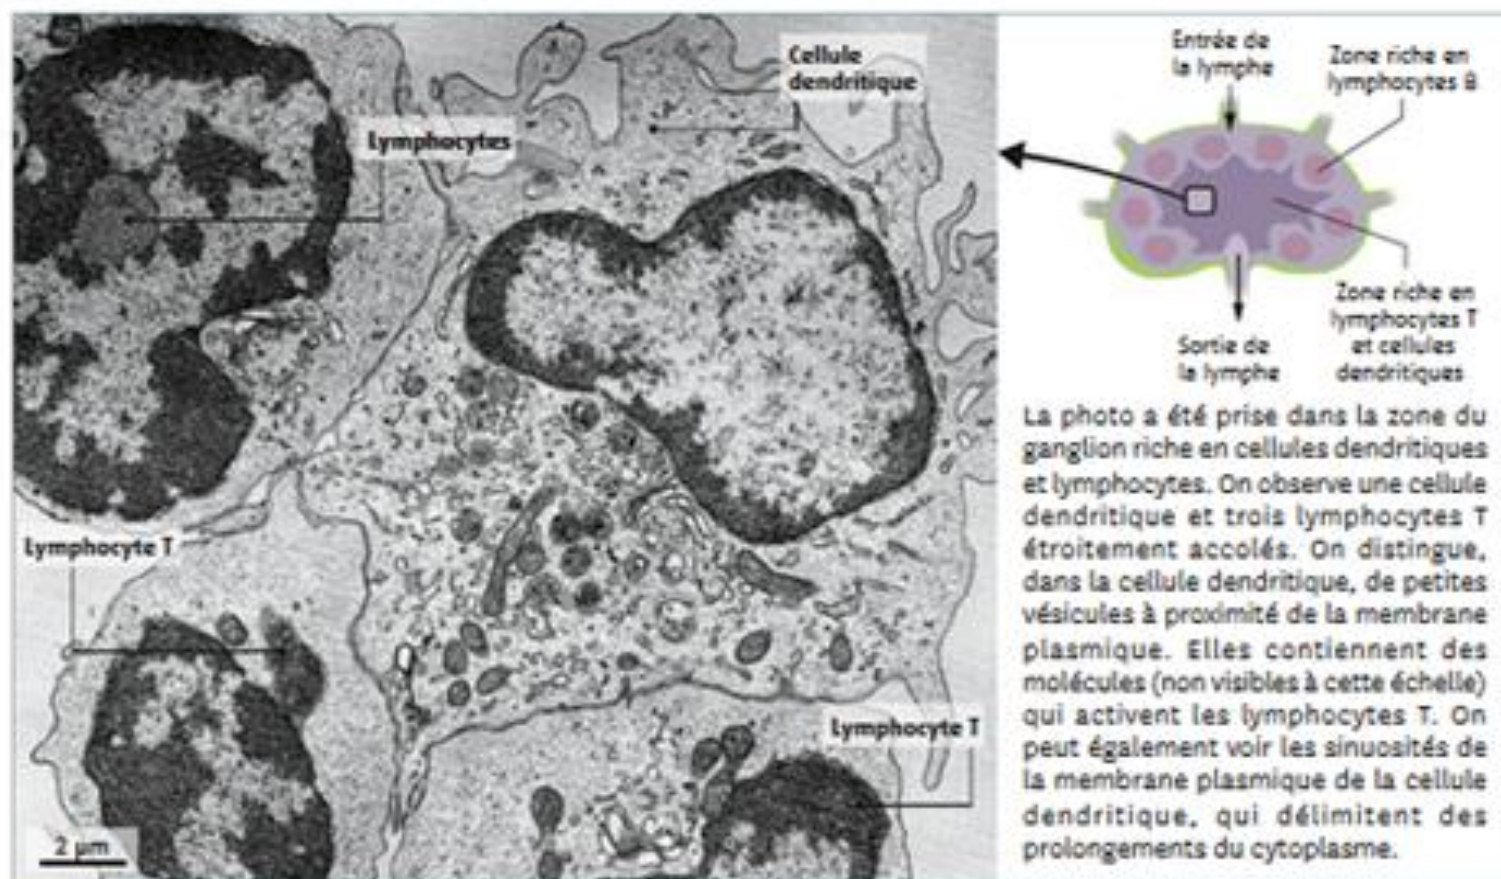 Cellule
dendritique
Lymphocytes
Lymphocyte T
Lymphocyte T
2 µm
Entrée de
la lymphe
Zone riche en
lymphocytes B
Zone riche en
lymphocytes T
et cellules
dendritiques
Sortie de
la lymphe
La photo a été prise dans la zone du
ganglion riche en cellules dendritiques
et lymphocytes. On observe une cellule
dendritique et trois lymphocytes T
étroitement accolés. On distingue,
dans la cellule dendritique, de petites
vésicules à proximité de la membrane
plasmique. Elles contiennent des
molécules (non visibles à cette échelle)
qui activent les lymphocytes T. On
peut également voir les sinuosités de
la membrane plasmique de la cellule
dendritique, qui délimitent des
prolongements du cytoplasme.